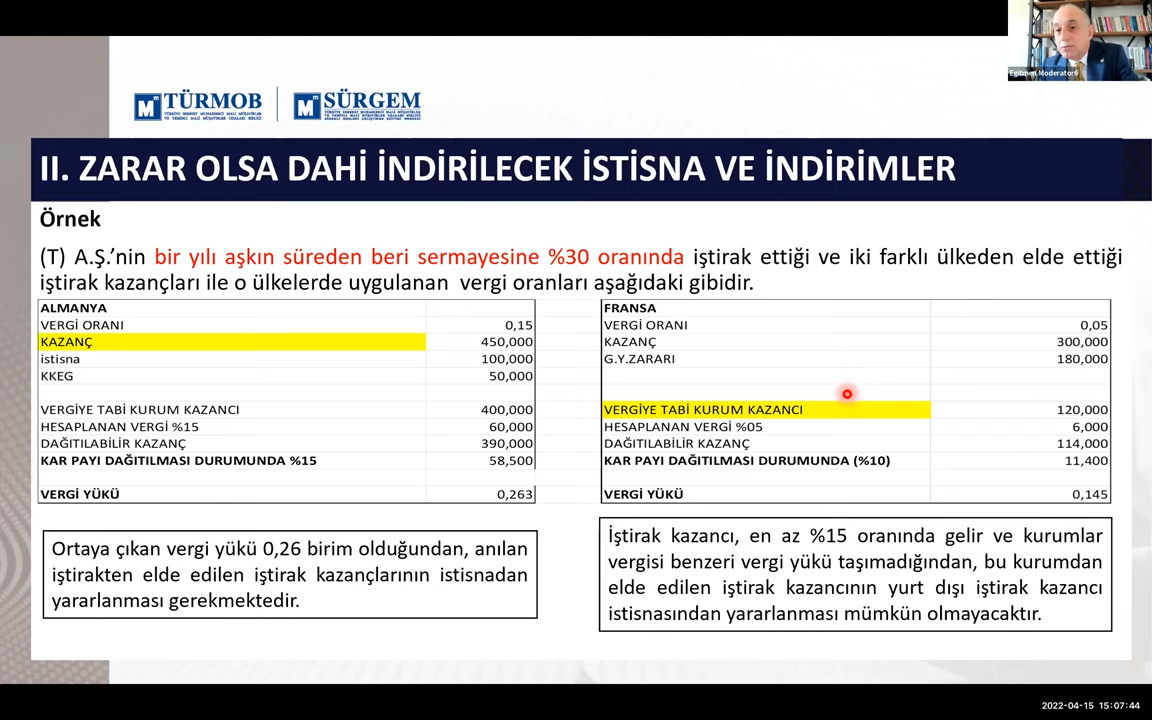 Egitmen Moderator6
TÜRMOB
SÜRGEM
II. ZARAR OLSA DAHİ İNDİRİLECEK İSTİSNA VE İNDİRİMLER
Örnek
(T) A.Ş.'nin bir yılı aşkın süreden beri sermayesine %30 oranında iştirak ettiği ve iki farklı ülkeden elde ettiği
iştirak kazançları ile o ülkelerde uygulanan vergi oranları aşağıdaki gibidir.
ALMANYA
VERGİ ORANI 0,15
KAZANÇ 450,000
istisna 100,000
KKEG 50,000
VERGİYE TABİ KURUM KAZANCI 400,000
HESAPLANAN VERGİ %15 60,000
DAĞITILABİLİR KAZANÇ 390,000
KAR PAYI DAĞITILMASI DURUMUNDA %15 58,500
VERGİ YÜKÜ 0,263
FRANSA
VERGİ ORANI 0,05
KAZANÇ 300,000
G.Y.ZARARI 180,000
VERGİYE TABİ KURUM KAZANCI 120,000
HESAPLANAN VERGİ %05 6,000
DAĞITILABİLİR KAZANÇ 114,000
KAR PAYI DAĞITILMASI DURUMUNDA (%10) 11,400
VERGİ YÜKÜ 0,145
Ortaya çıkan vergi yükü 0,26 birim olduğundan, anılan
iştirakten elde edilen iştirak kazançlarının istisnadan
yararlanması gerekmektedir.
İştirak kazancı, en az %15 oranında gelir ve kurumlar
vergisi benzeri vergi yükü taşımadığından, bu kurumdan
elde edilen iştirak kazancının yurt dışı iştirak kazancı
istisnasından yararlanması mümkün olmayacaktır.
2022-04-15 15:07:44